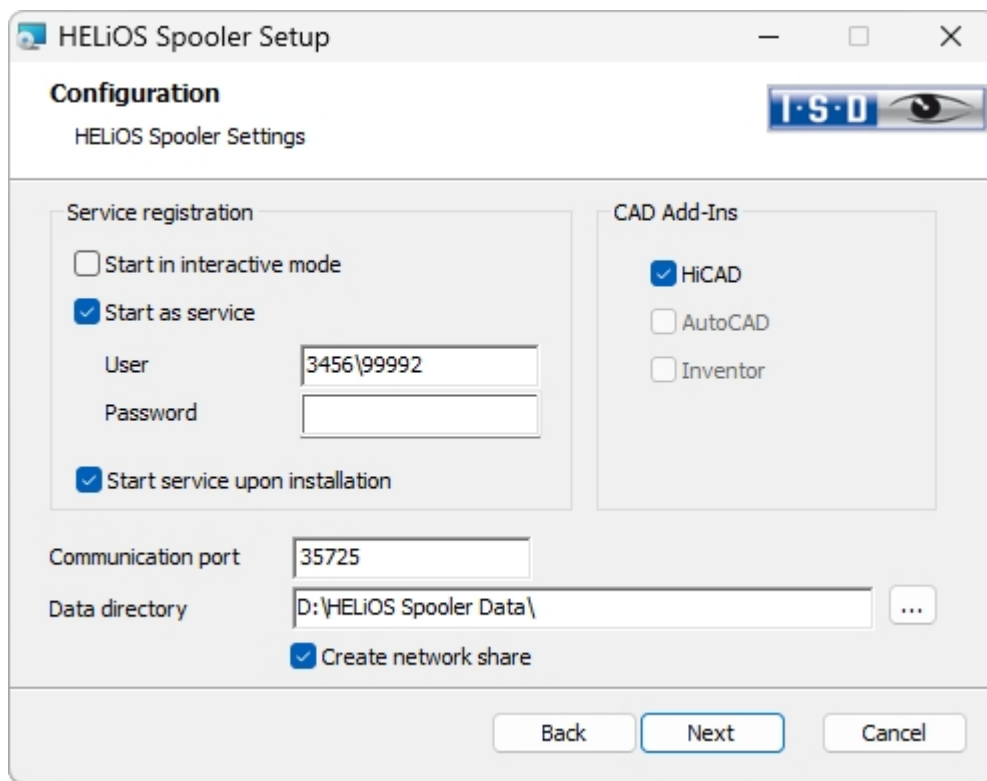 HELiOS Spooler Setup
Configuration
HELiOS Spooler Settings
I·S·D
Service registration
Start in interactive mode
Start as service
User 3456\99992
Password
Start service upon installation
CAD Add-Ins
HiCAD
AutoCAD
Inventor
Communication port 35725
Data directory D:\HELiOS Spooler Data\ ...
Create network share
Back Next Cancel